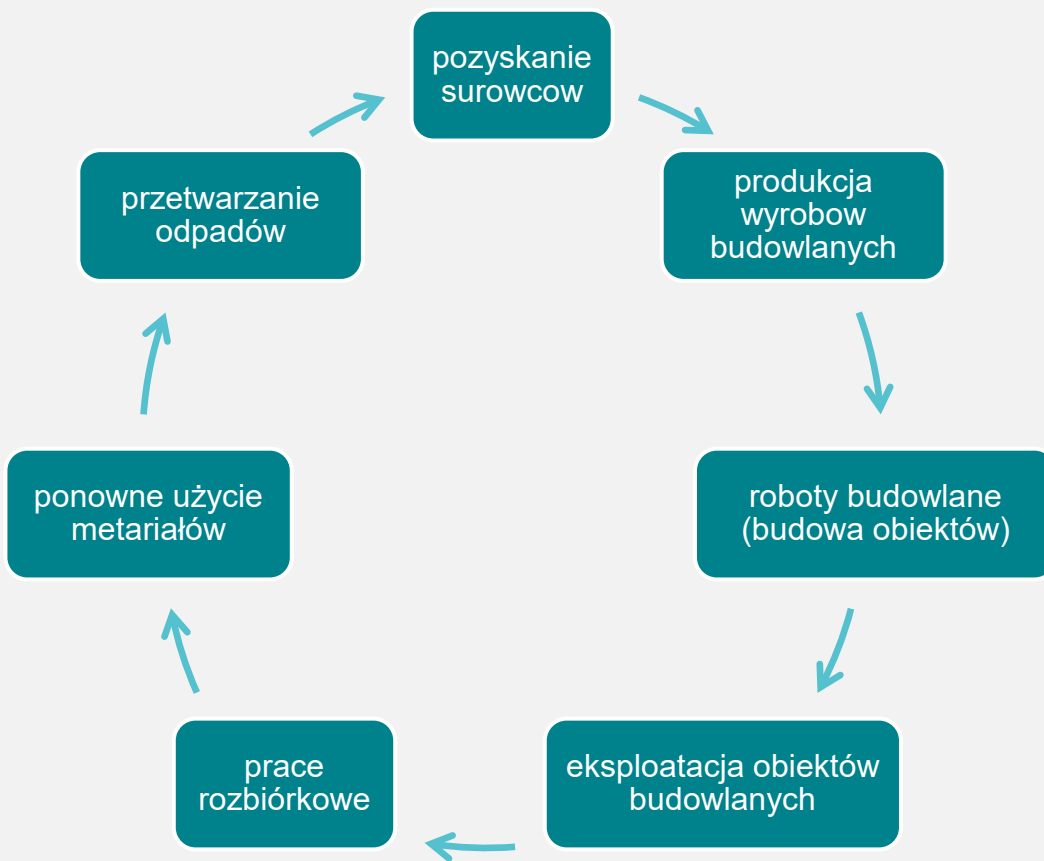 pozyskanie
surowcow
produkcja
wyrobow
budowlanych
roboty budowlane
(budowa obiektów)
eksploatacja obiektów
budowlanych
prace
rozbiórkowe
ponowne użycie
metariałów
przetwarzanie
odpadów